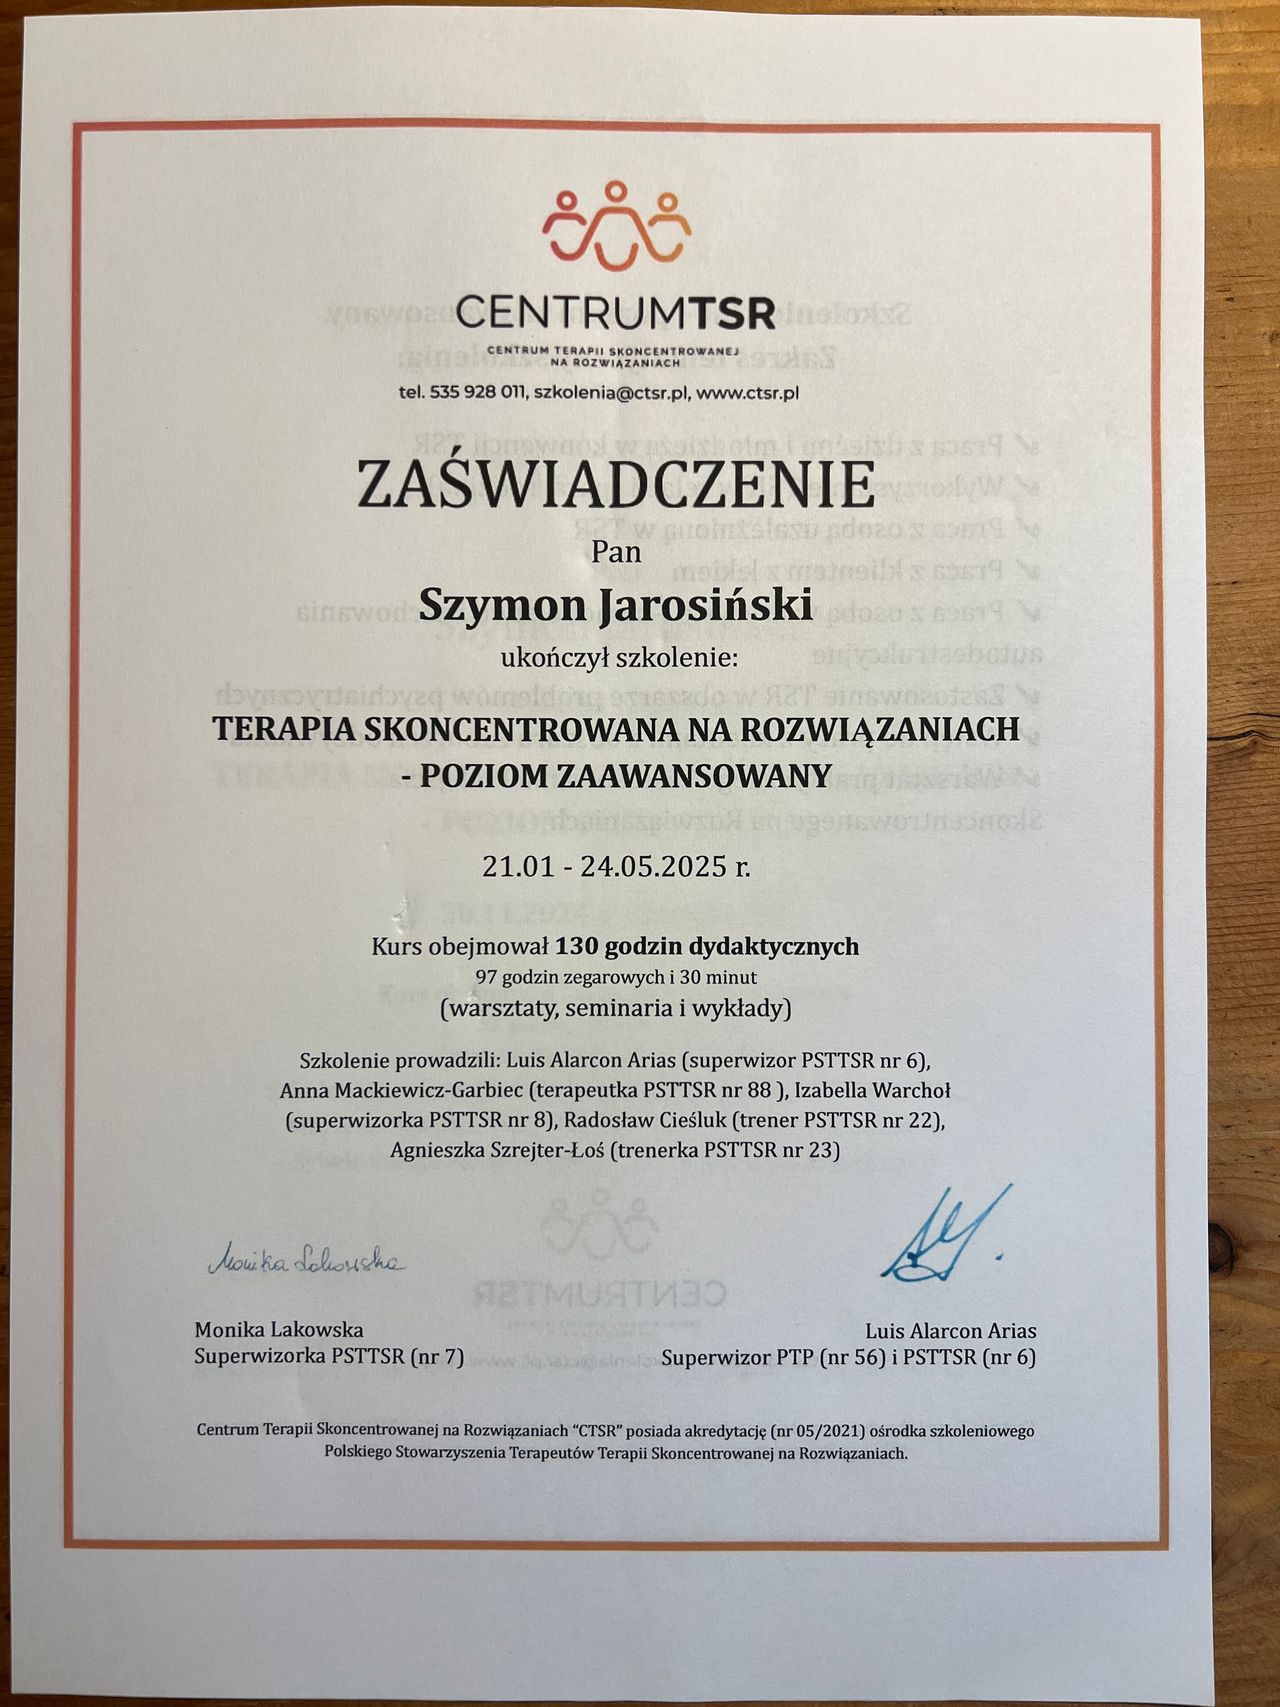 CENTRUMTSR
CENTRUM TERAPII SKONCENTROWANEJ
NA ROZWIĄZANIACH
tel. 535 928 011, szkolenia@ctsr.pl, www.ctsr.pl
ZAŚWIADCZENIE
Pan
Szymon Jarosiński
ukończył szkolenie:
TERAPIA SKONCENTROWANA NA ROZWIĄZANIACH
- POZIOM ZAAWANSOWANY
21.01 - 24.05.2025 r.
Kurs obejmował 130 godzin dydaktycznych
97 godzin zegarowych i 30 minut
(warsztaty, seminaria i wykłady)
Szkolenie prowadzili: Luis Alarcon Arias (superwizor PSTTSR nr 6),
Anna Mackiewicz-Garbiec (terapeutka PSTTSR nr 88 ), Izabella Warchoł
(superwizorka PSTTSR nr 8), Radosław Cieśluk (trener PSTTSR nr 22),
Agnieszka Szrejter-Łoś (trenerka PSTTSR nr 23)
Monika Lakowska
Monika Lakowska
Superwizorka PSTTSR (nr 7)
Luis Alarcon Arias
Superwizor PTP (nr 56) i PSTTSR (nr 6)
Centrum Terapii Skoncentrowanej na Rozwiązaniach “CTSR” posiada akredytację (nr 05/2021) ośrodka szkoleniowego
Polskiego Stowarzyszenia Terapeutów Terapii Skoncentrowanej na Rozwiązaniach.